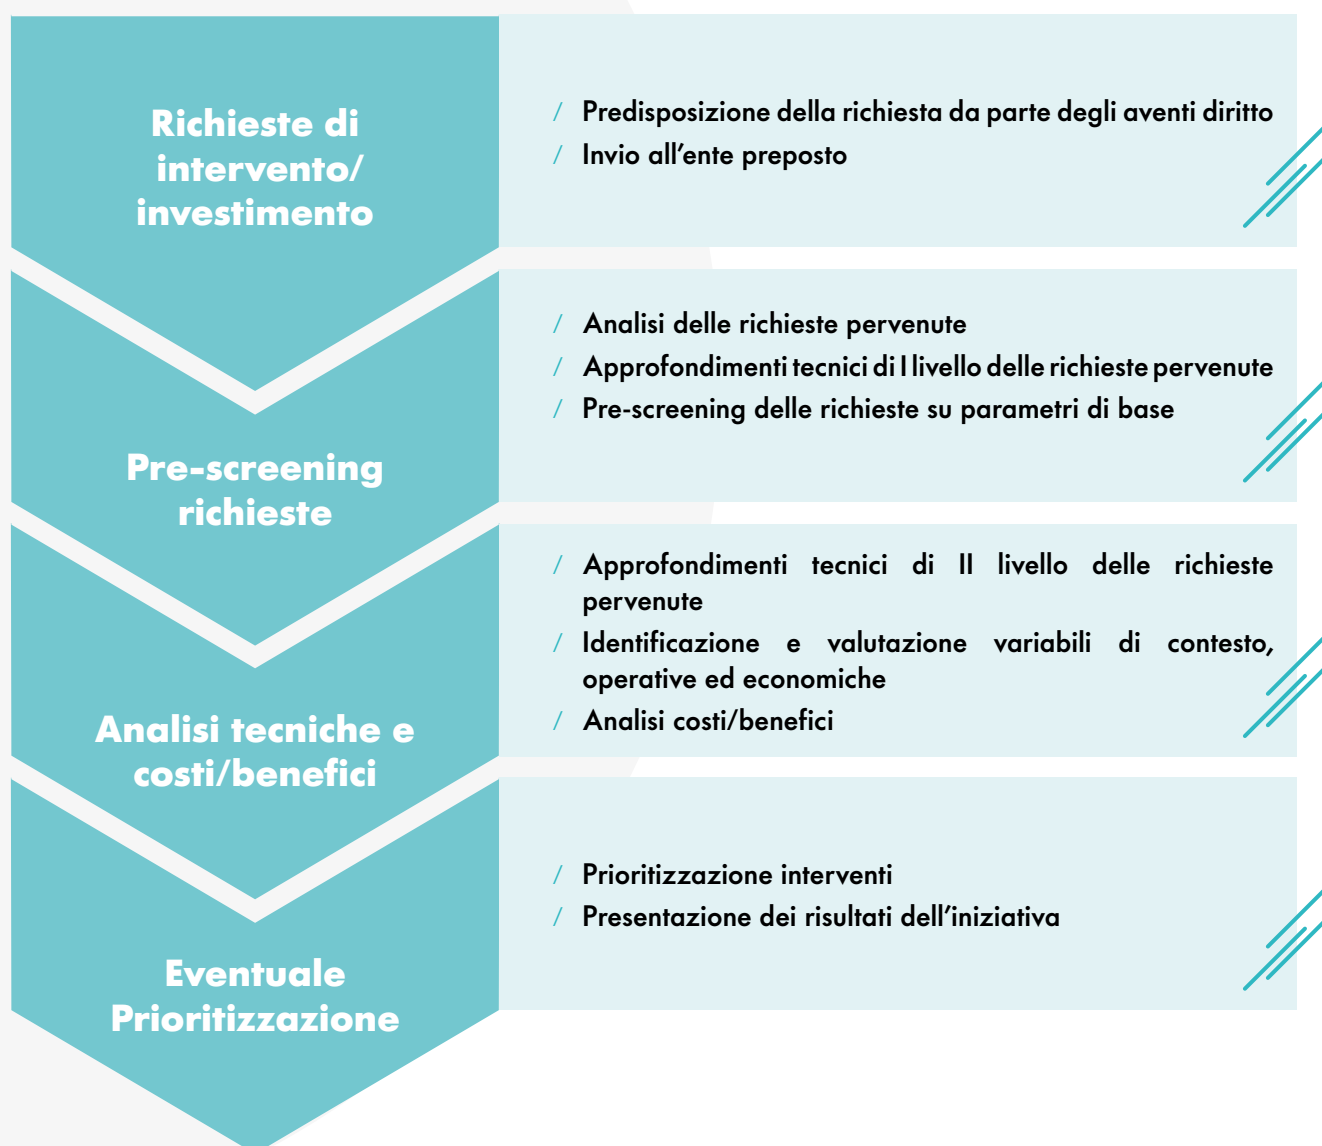 Richieste di
intervento/
investimento
/ Predisposizione della richiesta da parte degli aventi diritto
/ Invio all’ente preposto
Pre-screening
richieste
/ Analisi delle richieste pervenute
/ Approfondimenti tecnici di I livello delle richieste pervenute
/ Pre-screening delle richieste su parametri di base
Analisi tecniche e
costi/benefici
/ Approfondimenti tecnici di II livello delle richieste
pervenute
/ Identificazione e valutazione variabili di contesto,
operative ed economiche
/ Analisi costi/benefici
Eventuale
Prioritizzazione
/ Prioritizzazione interventi
/ Presentazione dei risultati dell’iniziativa